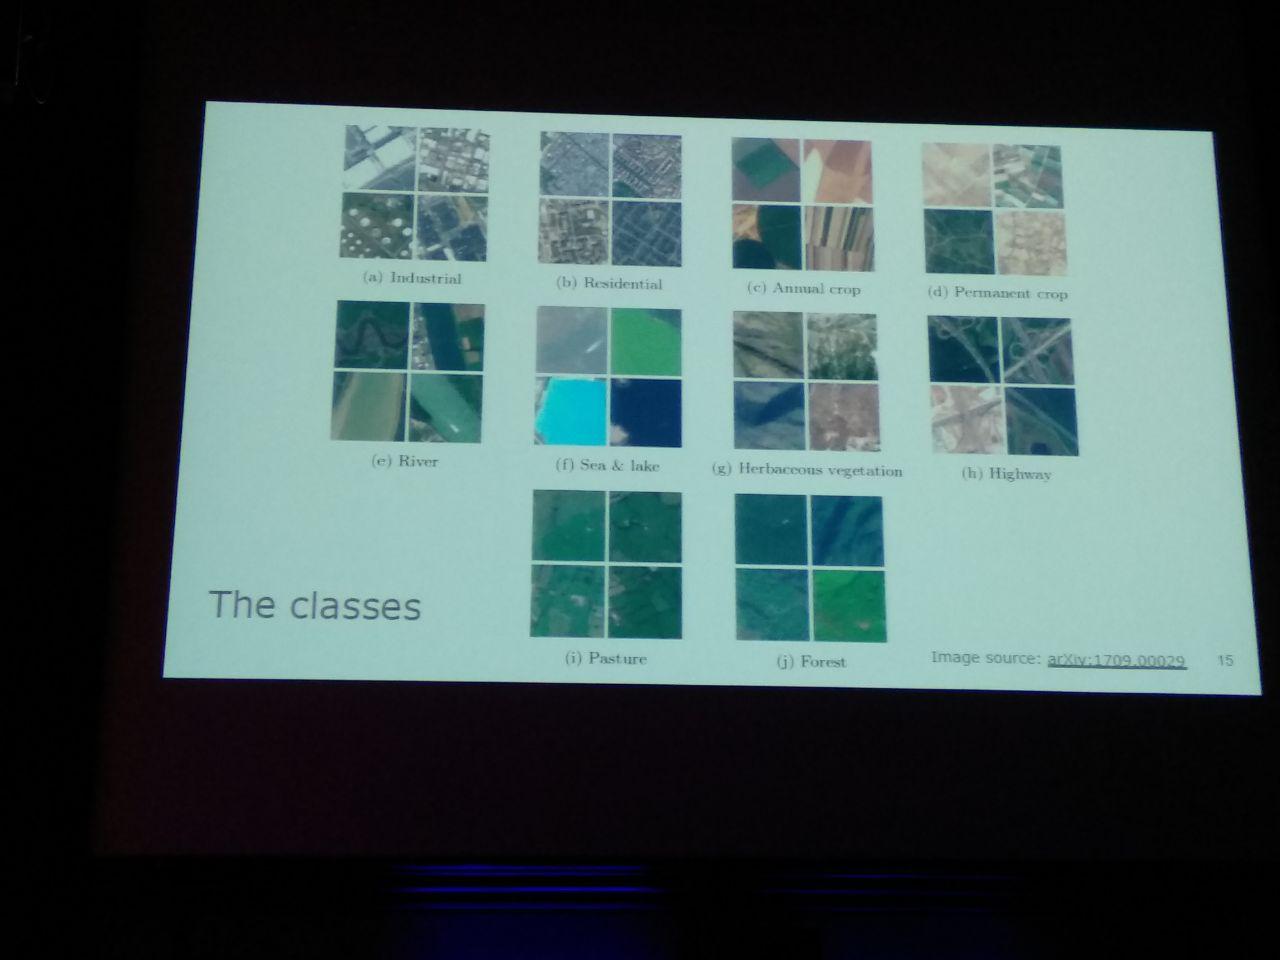 (a) Industrial
(b) Residential
(c) Annual crop
(d) Permanent crop
(e) River
(f) Sea & lake
(g) Herbaceous vegetation
(h) Highway
(i) Pasture
(j) Forest
The classes
Image source: arXiv:1709.00029
15